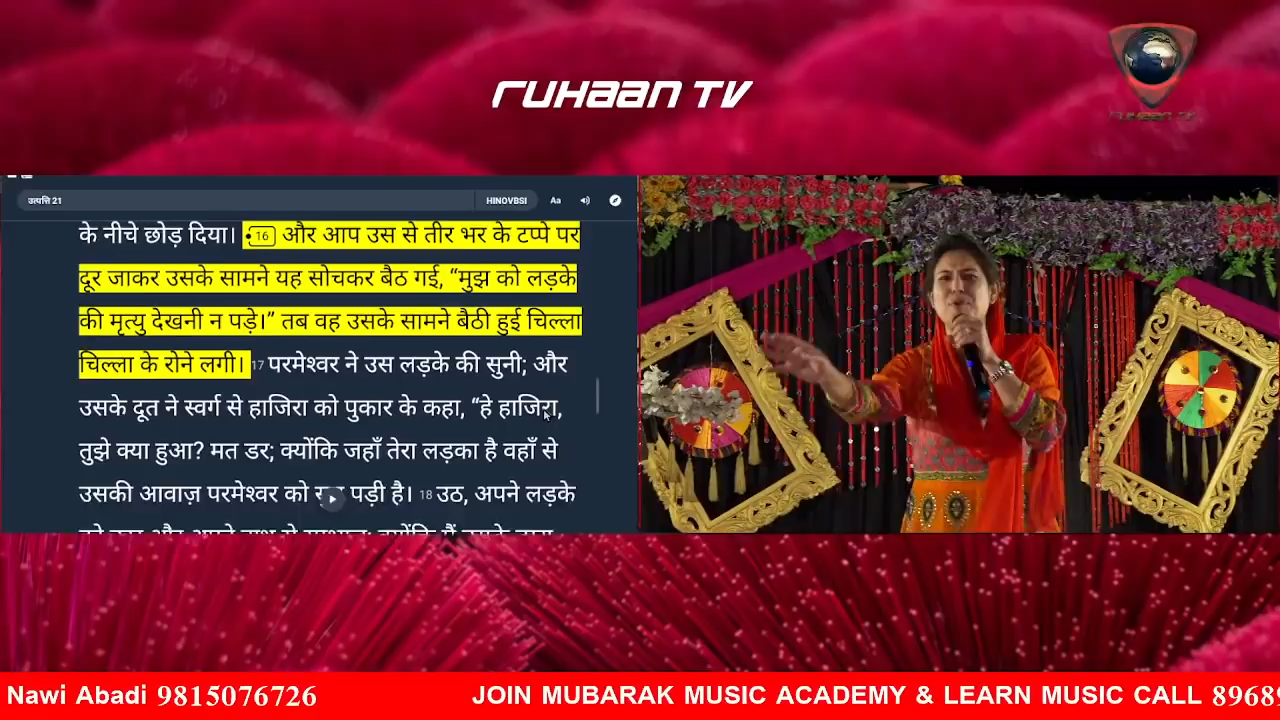 RUHAAN TV
RUHAAN TV
उत्पत्ति 21
HINOVBSI
Aa
के नीचे छोड़ दिया। 16 और आप उस से तीर भर के टप्पे पर
दूर जाकर उसके सामने यह सोचकर बैठ गई, “मुझ को लड़के
की मृत्यु देखनी न पड़े।” तब वह उसके सामने बैठी हुई चिल्ला
चिल्ला के रोने लगी। 17 परमेश्‍वर ने उस लड़के की सुनी; और
उसके दूत ने स्वर्ग से हाजिरा को पुकार के कहा, “हे हाजिरा,
तुझे क्या हुआ? मत डर; क्योंकि जहाँ तेरा लड़का है वहाँ से
उसकी आवाज़ परमेश्‍वर को पड़ी है। 18 उठ, अपने लड़के
Nawi Abadi 9815076726
JOIN MUBARAK MUSIC ACADEMY & LEARN MUSIC CALL 8968